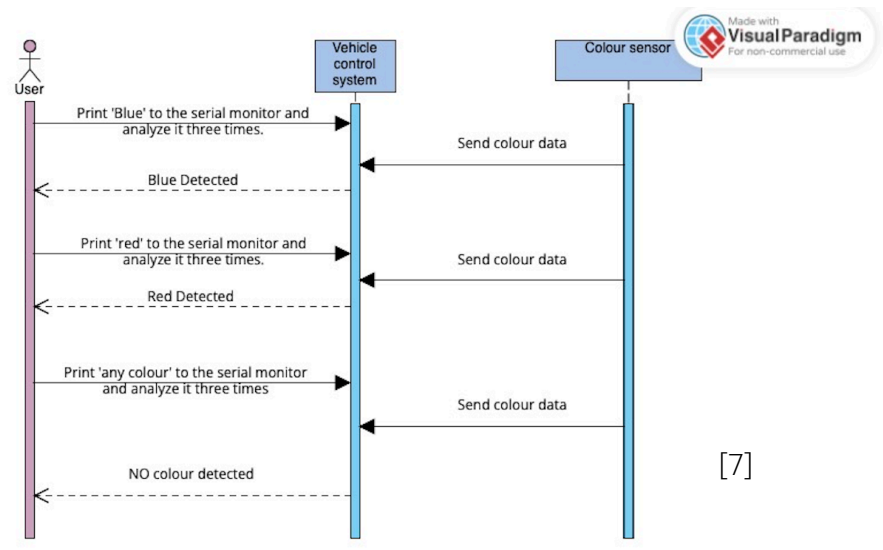 Made with
VisualParadigm
For non-commercial use
User
Vehicle
control
system
Colour sensor
Print 'Blue' to the serial monitor and
analyze it three times.
Send colour data
Blue Detected
Print 'red' to the serial monitor and
analyze it three times.
Send colour data
Red Detected
Print 'any colour' to the serial monitor
and analyze it three times
Send colour data
NO colour detected
[7]